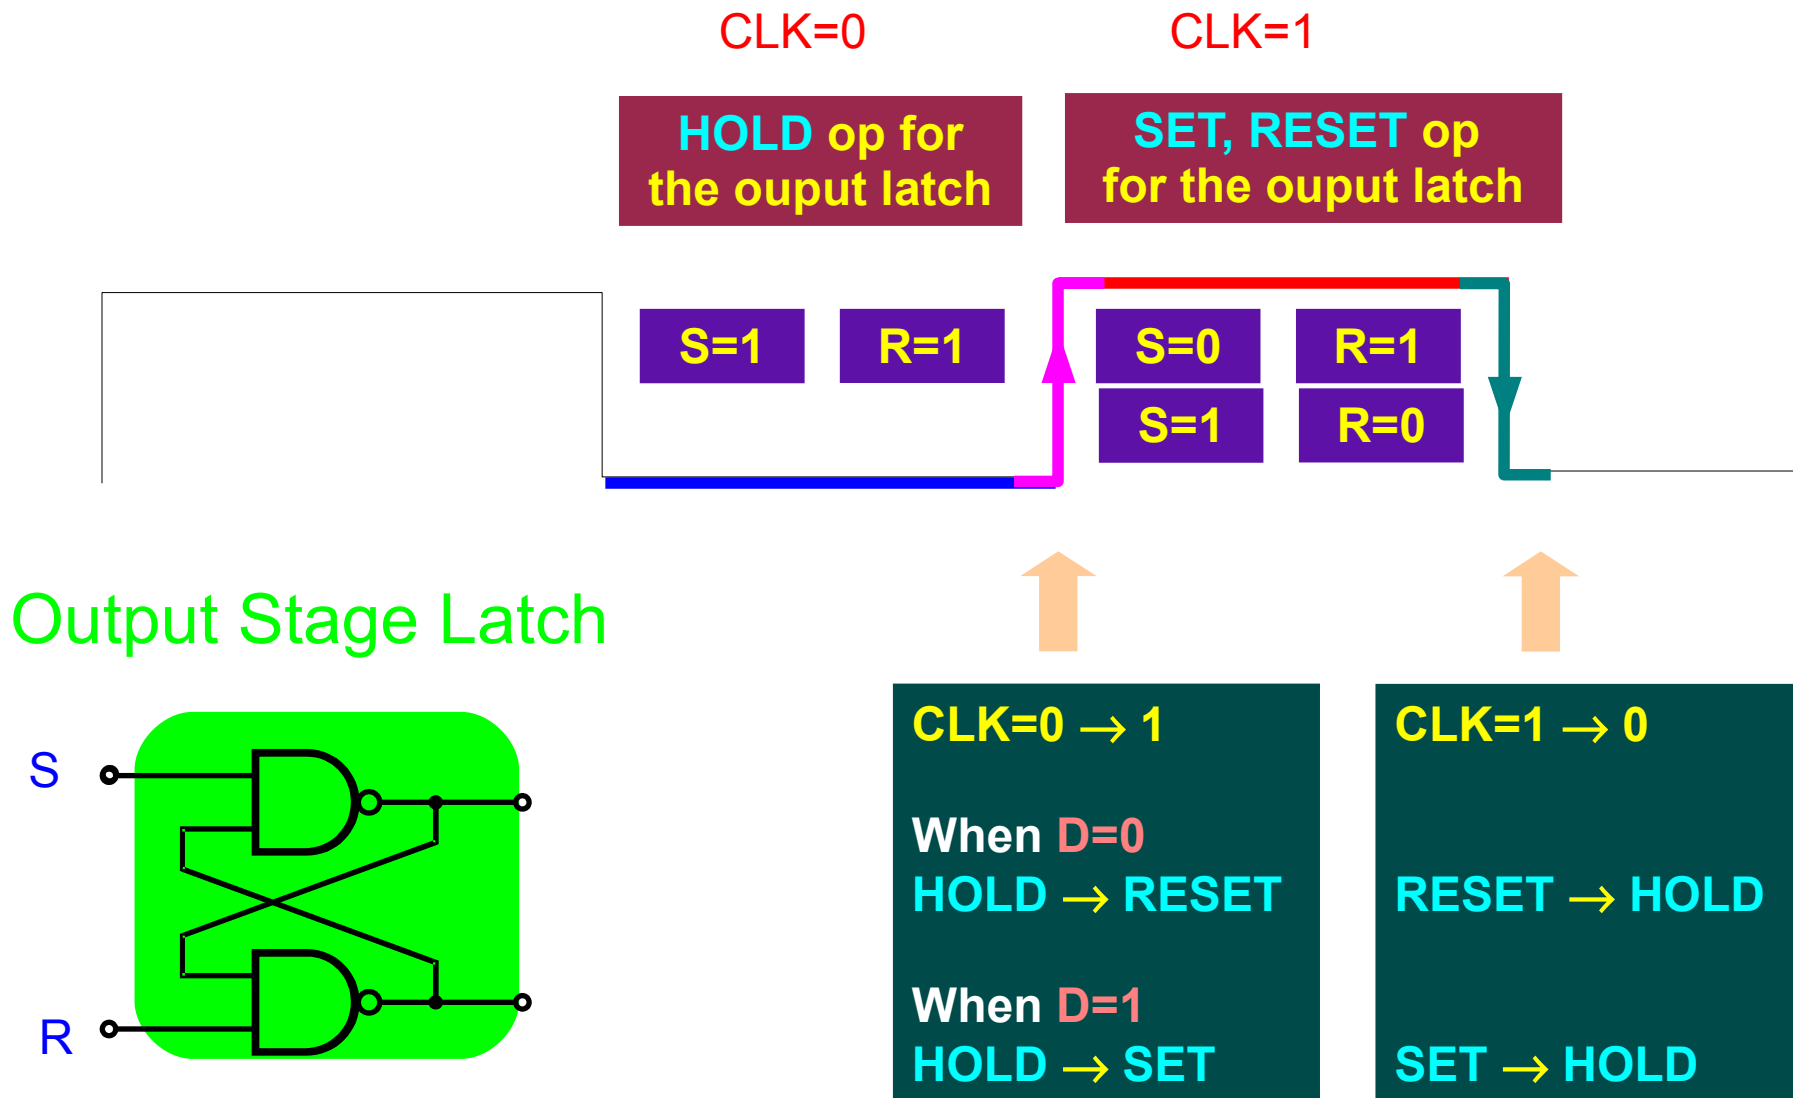 CLK=0
CLK=1
HOLD op for
the ouput latch
SET, RESET op
for the ouput latch
S=1
R=1
S=0
R=1
S=1
R=0
Output Stage Latch
S
R
CLK=0 → 1
When D=0
HOLD → RESET
When D=1
HOLD → SET
CLK=1 → 0
RESET → HOLD
SET → HOLD